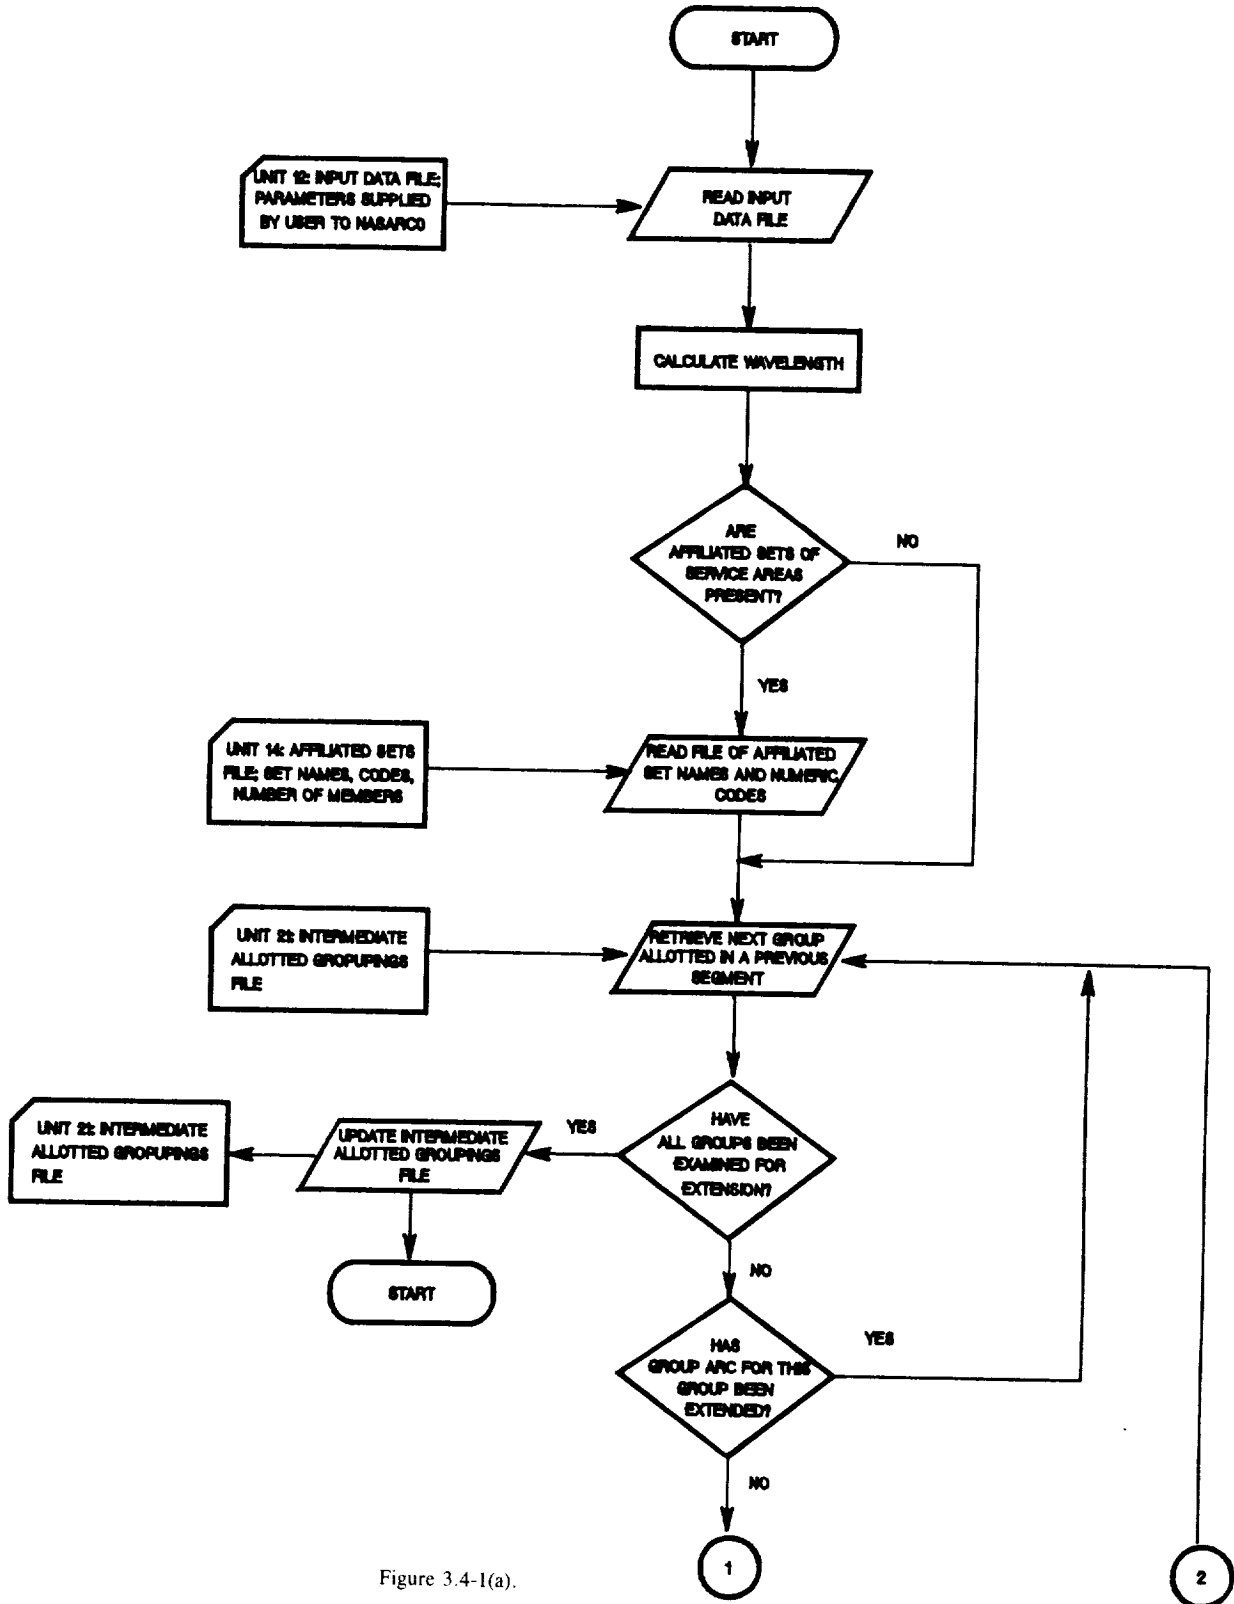 START
UNIT 12: INPUT DATA FILE;
PARAMETERS SUPPLIED
BY USER TO NASARC0
READ INPUT
DATA FILE
CALCULATE WAVELENGTH
ARE
AFFILIATED SETS OF
SERVICE AREAS
PRESENT?
NO
YES
UNIT 14: AFFILIATED SETS
FILE; SET NAMES, CODES,
NUMBER OF MEMBERS
READ FILE OF AFFILIATED
SET NAMES AND NUMERIC
CODES
UNIT 21: INTERMEDIATE
ALLOTTED GROPUPINGS
FILE
RETRIEVE NEXT GROUP
ALLOTTED IN A PREVIOUS
SEGMENT
UNIT 21: INTERMEDIATE
ALLOTTED GROPUPINGS
FILE
UPDATE INTERMEDIATE
ALLOTTED GROUPINGS
FILE
YES
HAVE
ALL GROUPS BEEN
EXAMINED FOR
EXTENSION?
START
NO
HAS
GROUP ARC FOR THIS
GROUP BEEN
EXTENDED?
YES
NO
1
2
Figure 3.4-1(a).